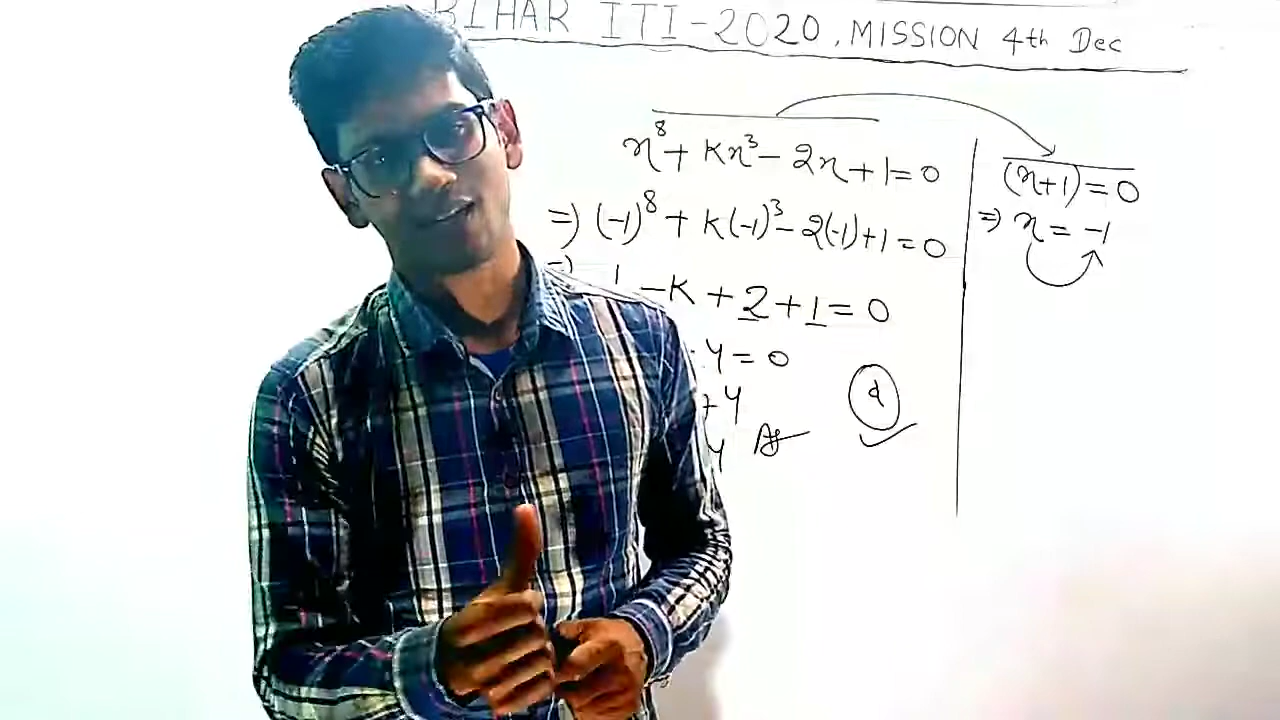 BIHAR ITI-2020, MISSION 4th Dec
x⁸ + Kx³ - 2x + 1 = 0
⇒ (-1)⁸ + K(-1)³ - 2(-1) + 1 = 0
1 - K + 2 + 1 = 0
4 = 0
+ 4
4 As
d
(x+1) = 0
⇒ x = -1